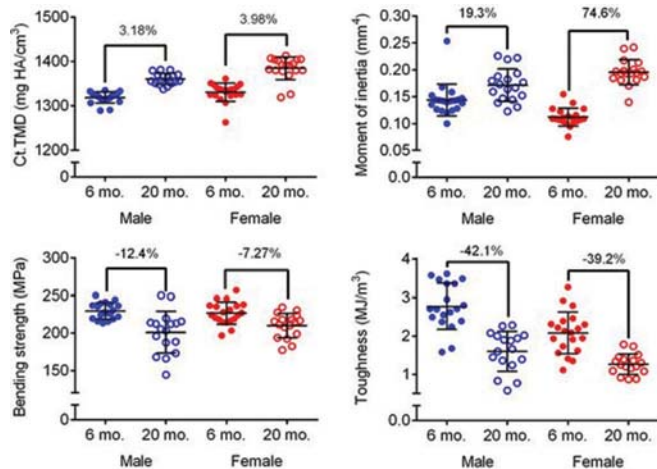 3.18%
3.98%
Ct.TMD (mg HA/cm³)
1500
1400
1300
1200
0
6 mo. 20 mo. 6 mo. 20 mo.
Male Female
19.3%
74.6%
Moment of inertia (mm⁴)
0.30
0.25
0.20
0.15
0.10
0.05
0.00
6 mo. 20 mo. 6 mo. 20 mo.
Male Female
-12.4%
-7.27%
Bending strength (MPa)
300
250
200
150
0
6 mo. 20 mo. 6 mo. 20 mo.
Male Female
-42.1%
-39.2%
Toughness (MJ/m³)
4
3
2
1
0.0
6 mo. 20 mo. 6 mo. 20 mo.
Male Female